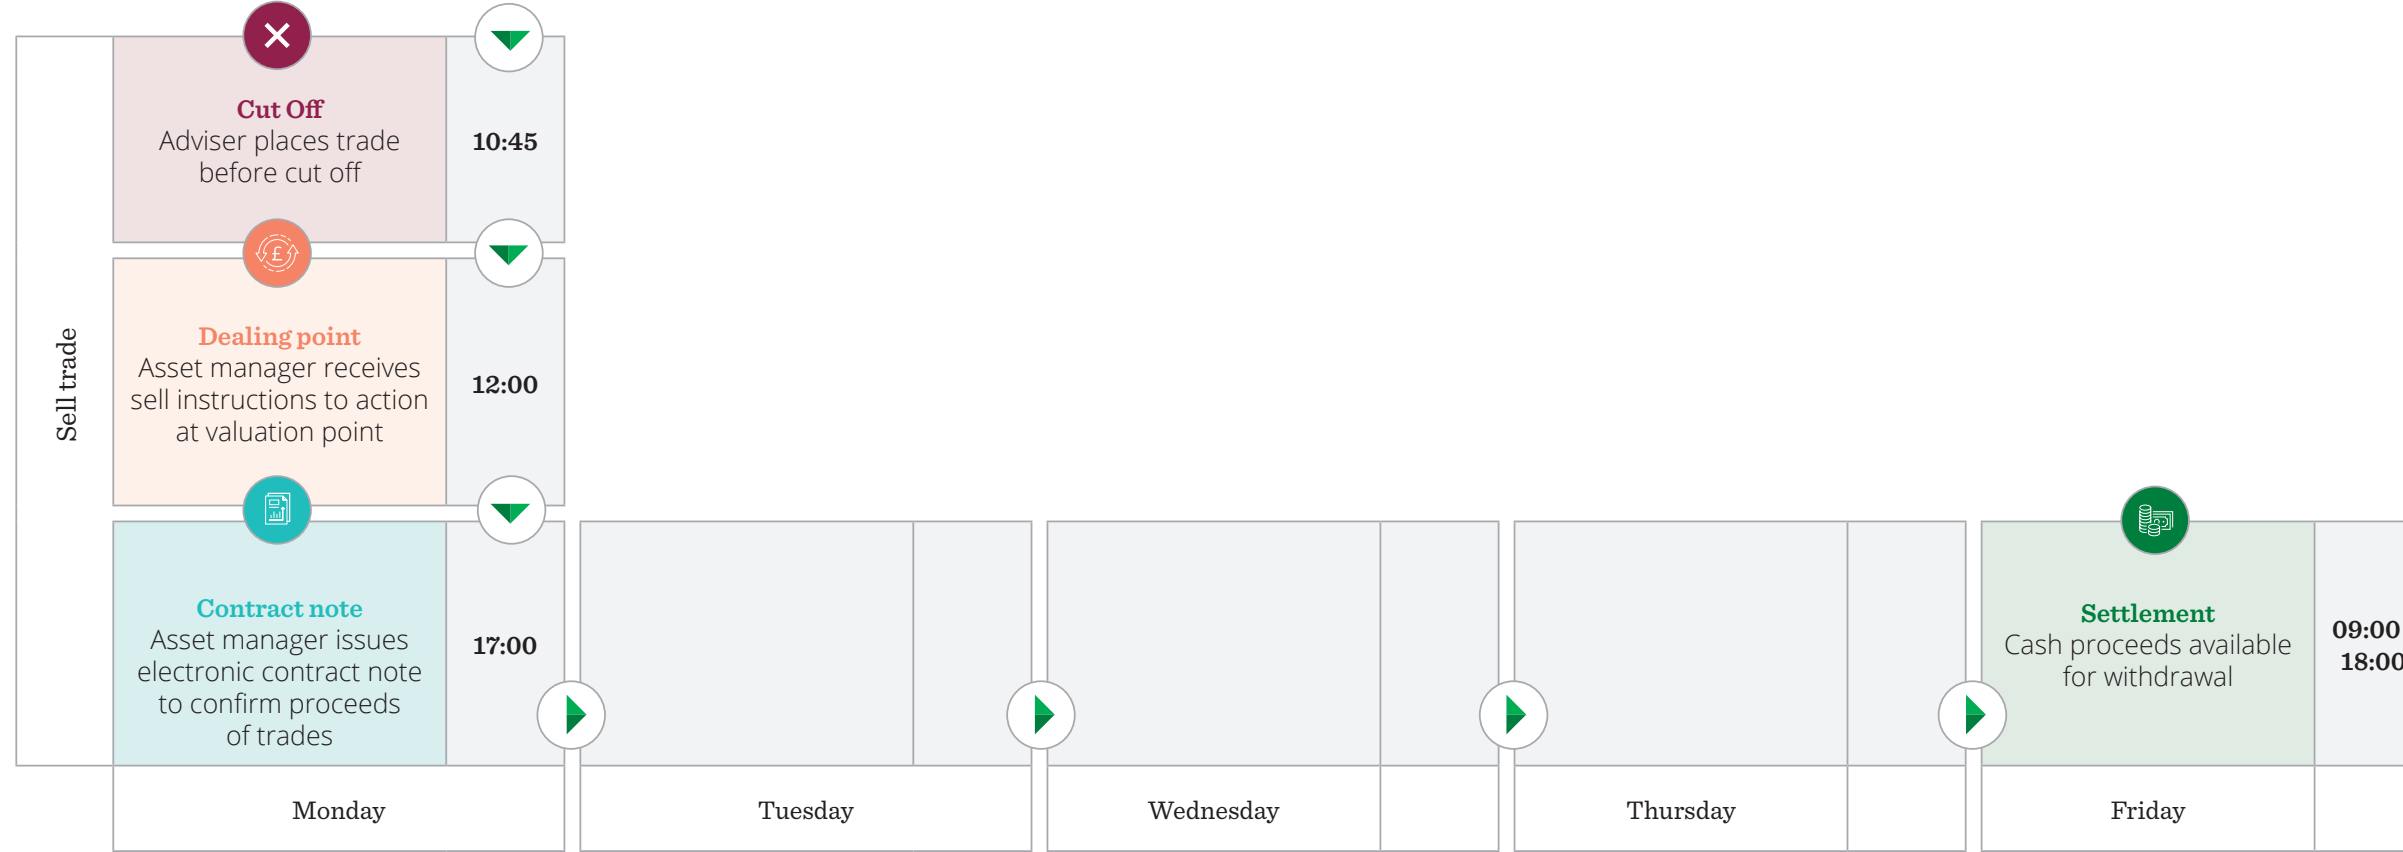 Sell trade
Cut Off
Adviser places trade
before cut off
10:45
Dealing point
Asset manager receives
sell instructions to action
at valuation point
12:00
Contract note
Asset manager issues
electronic contract note
to confirm proceeds
of trades
17:00
Settlement
Cash proceeds available
for withdrawal
09:00
18:00
Monday
Tuesday
Wednesday
Thursday
Friday